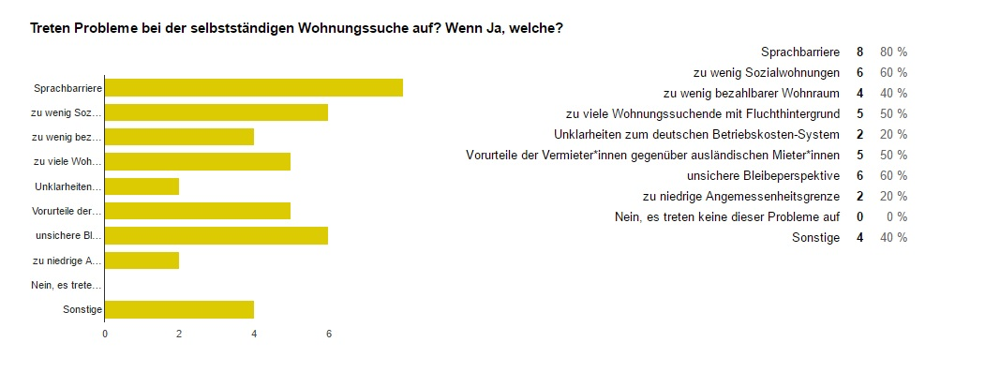 Treten Probleme bei der selbstständigen Wohnungssuche auf? Wenn Ja, welche?
Sprachbarriere
zu wenig Soz…
zu wenig bez…
zu viele Woh…
Unklarheiten…
Vorurteile der…
unsichere Bl…
zu niedrige A…
Nein, es trete…
Sonstige
0 2 4 6
Sprachbarriere 8 80 %
zu wenig Sozialwohnungen 6 60 %
zu wenig bezahlbarer Wohnraum 4 40 %
zu viele Wohnungssuchende mit Fluchthintergrund 5 50 %
Unklarheiten zum deutschen Betriebskosten-System 2 20 %
Vorurteile der Vermieter*innen gegenüber ausländischen Mieter*innen 5 50 %
unsichere Bleibeperspektive 6 60 %
zu niedrige Angemessenheitsgrenze 2 20 %
Nein, es treten keine dieser Probleme auf 0 0 %
Sonstige 4 40 %